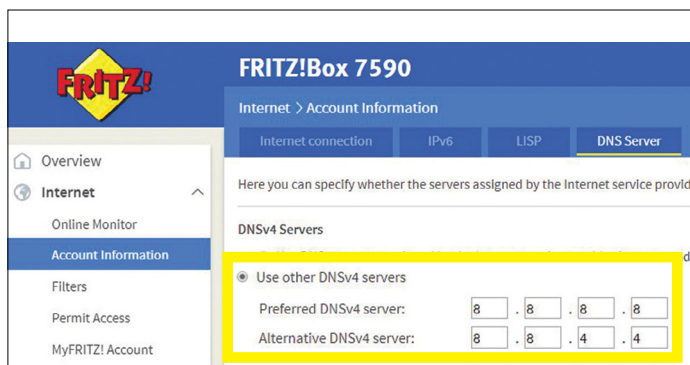 FRITZ!
FRITZ!Box 7590
Internet > Account Information
Internet connection IPv6 LISP DNS Server
Overview
Internet
Online Monitor
Account Information
Filters
Permit Access
MyFRITZ! Account
Here you can specify whether the servers assigned by the Internet service provid
DNSv4 Servers
Use other DNSv4 servers
Preferred DNSv4 server: 8 . 8 . 8 . 8
Alternative DNSv4 server: 8 . 8 . 4 . 4